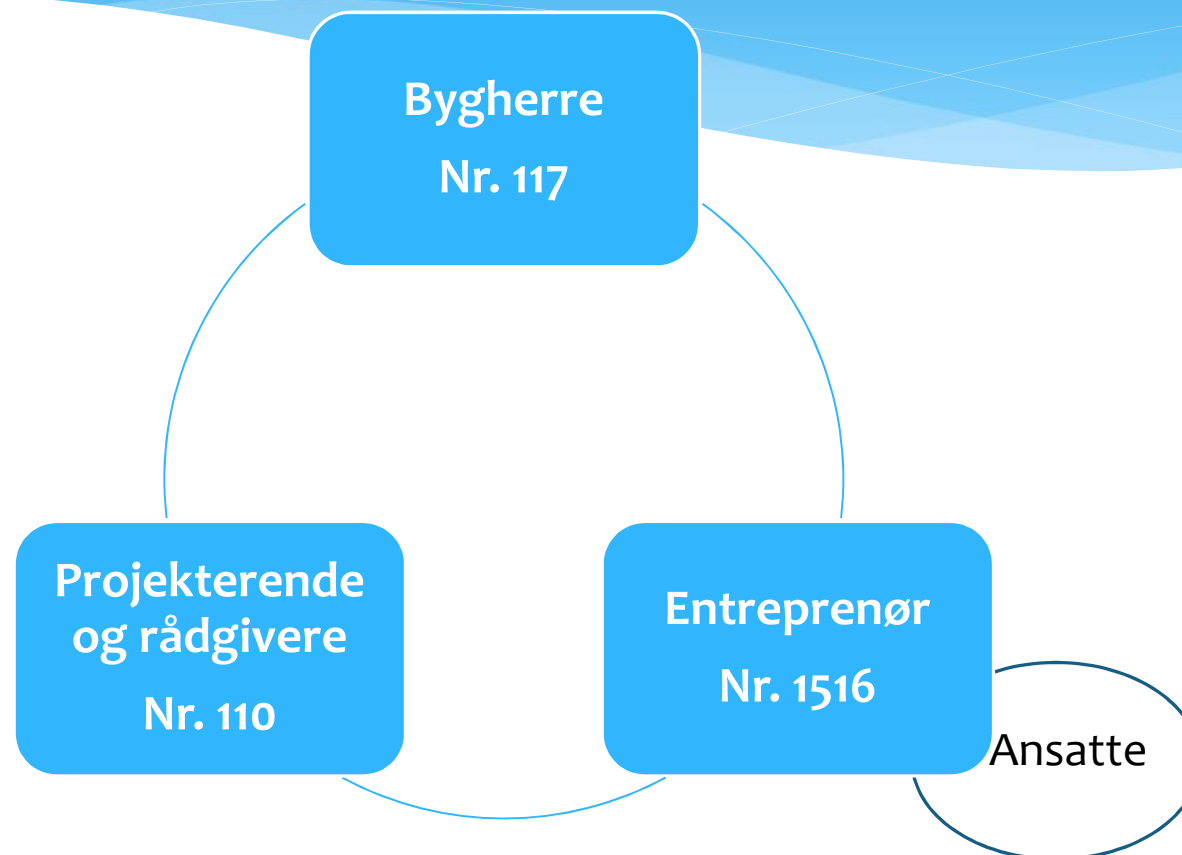 Bygherre
Nr. 117
Projekterende
og rådgivere
Nr. 110
Entreprenør
Nr. 1516
Ansatte